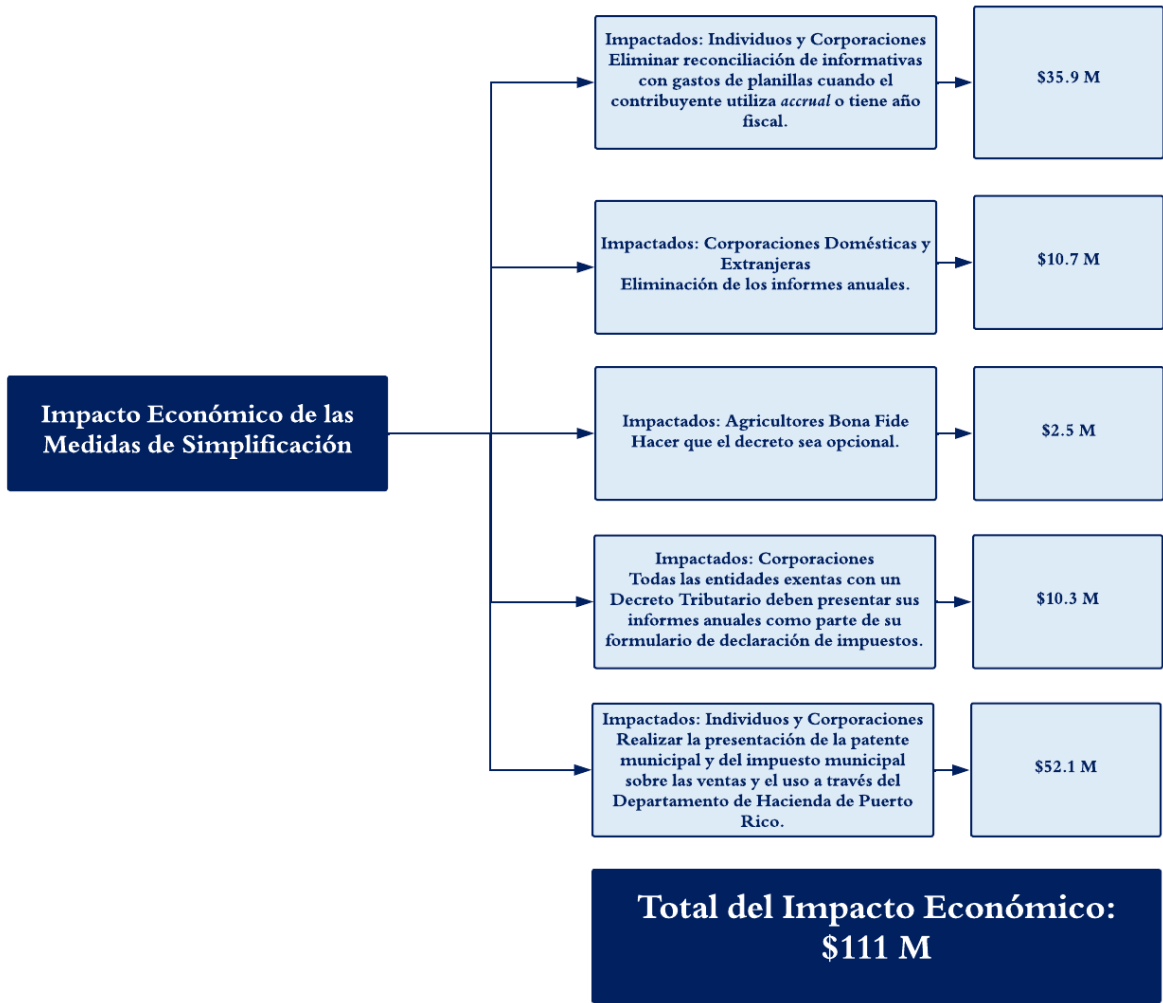 Impactados: Individuos y Corporaciones
Eliminar reconciliación de informativas
con gastos de planillas cuando el
contribuyente utiliza accrual o tiene año
fiscal.
$35.9 M
Impactados: Corporaciones Domésticas y
Extranjeras
Eliminación de los informes anuales.
$10.7 M
Impacto Económico de las
Medidas de Simplificación
Impactados: Agricultores Bona Fide
Hacer que el decreto sea opcional.
$2.5 M
Impactados: Corporaciones
Todas las entidades exentas con un
Decreto Tributario deben presentar sus
informes anuales como parte de su
formulario de declaración de impuestos.
$10.3 M
Impactados: Individuos y Corporaciones
Realizar la presentación de la patente
municipal y del impuesto municipal
sobre las ventas y el uso a través del
Departamento de Hacienda de Puerto
Rico.
$52.1 M
Total del Impacto Económico:
$111 M